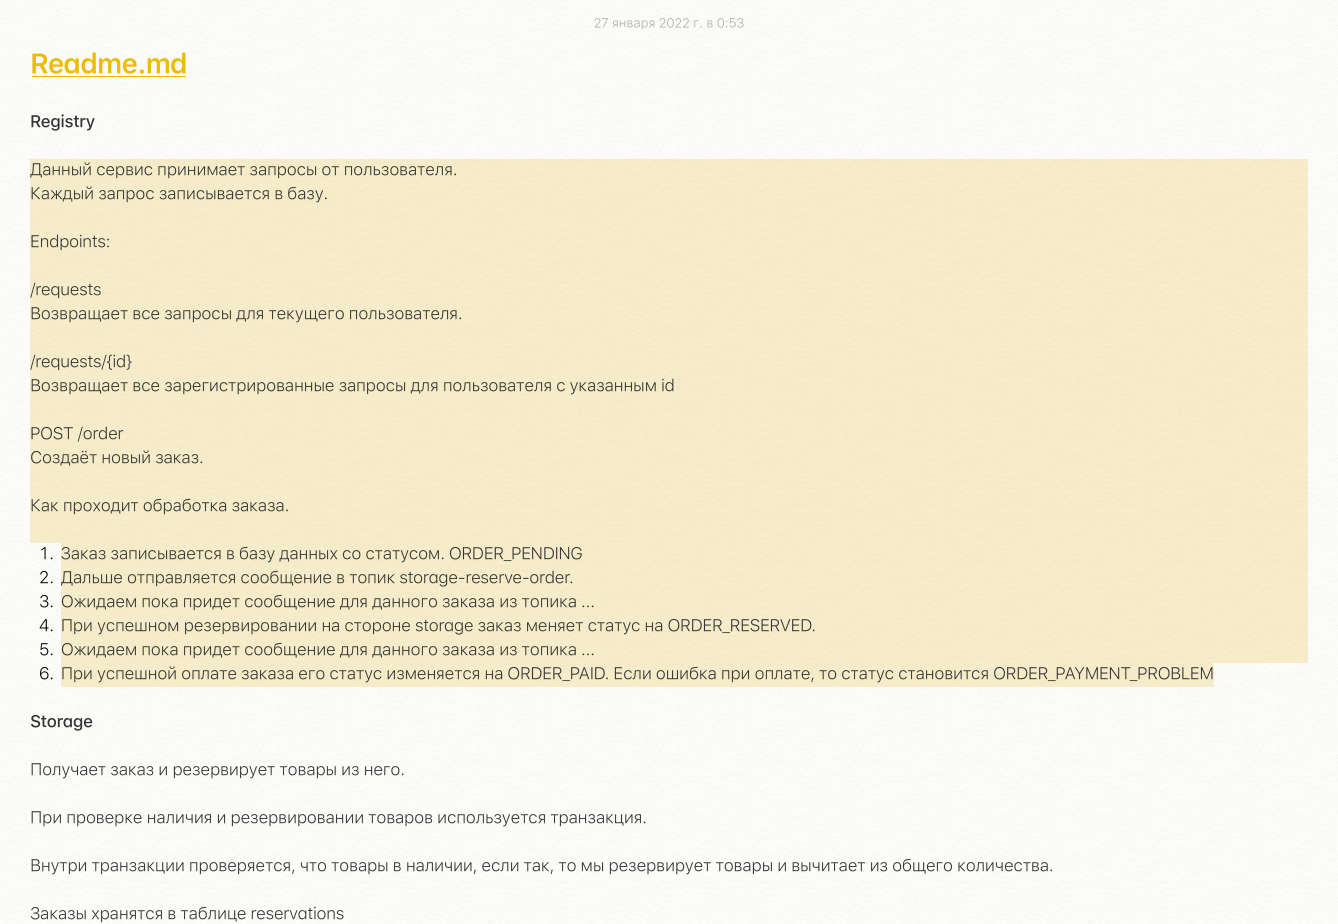 27 января 2022 г. в 0:53
Readme.md
Registry
Данный сервис принимает запросы от пользователя.
Каждый запрос записывается в базу.
Endpoints:
/requests
Возвращает все запросы для текущего пользователя.
/requests/{id}
Возвращает все зарегистрированные запросы для пользователя с указанным id
POST /order
Создаёт новый заказ.
Как проходит обработка заказа.
1. Заказ записывается в базу данных со статусом. ORDER_PENDING
2. Дальше отправляется сообщение в топик storage-reserve-order.
3. Ожидаем пока придет сообщение для данного заказа из топика ...
4. При успешном резервировании на стороне storage заказ меняет статус на ORDER_RESERVED.
5. Ожидаем пока придет сообщение для данного заказа из топика ...
6. При успешной оплате заказа его статус изменяется на ORDER_PAID. Если ошибка при оплате, то статус становится ORDER_PAYMENT_PROBLEM
Storage
Получает заказ и резервирует товары из него.
При проверке наличия и резервировании товаров используется транзакция.
Внутри транзакции проверяется, что товары в наличии, если так, то мы резервирует товары и вычитает из общего количества.
Заказы хранятся в таблице reservations